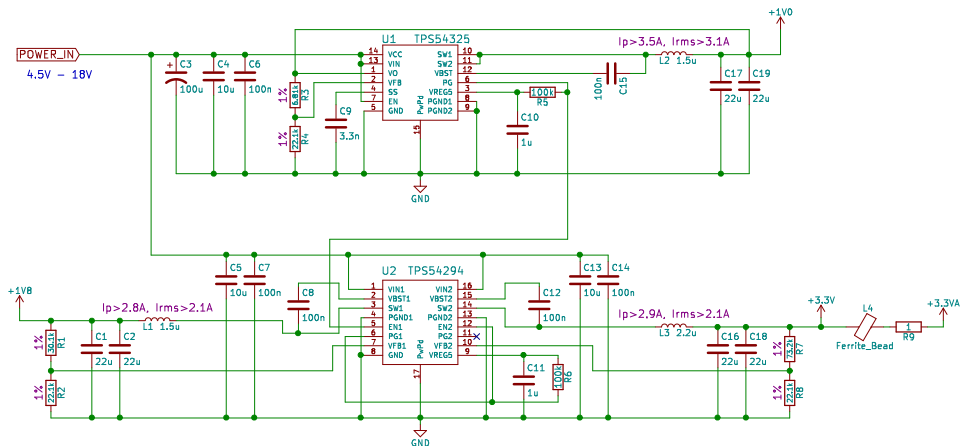 +1V0
U1 TPS54325
Ip>3.5A, Irms>3.1A
L2 1.5u
POWER_IN
4.5V - 18V
C3
100u
C4
10u
C6
100n
1%
6.81k
R3
1%
22.1k
R4
C9
3.3n
14 VCC
13 VIN
1 VO
2 VFB
4 SS
7 EN
5 GND
SW1 10
SW2 11
VBST 12
PG 6
VREG5 3
PGND1 8
PGND2 9
PwPd
15
100k
R5
C10
1u
100n
C15
C17
22u
C19
22u
GND
U2 TPS54294
C5
10u
C7
100n
C8
100n
C12
100n
C13
10u
C14
100n
1 VIN1
2 VBST1
3 SW1
4 PGND1
5 EN1
6 PG1
7 VFB1
8 GND
VIN2 16
VBST2 15
SW2 14
PGND2 13
EN2 12
PG2 11
VFB2 10
VREG5 9
PwPd
17
+1V8
Ip>2.8A, Irms>2.1A
L1 1.5u
1%
30.1k
R1
1%
22.1k
R2
C1
22u
C2
22u
C11
1u
100k
R6
Ip>2.9A, Irms>2.1A
L3 2.2u
C16
22u
C18
22u
1%
73.2k
R7
1%
22.1k
R8
+3.3V
L4
Ferrite_Bead
1
R9
+3.3VA
GND